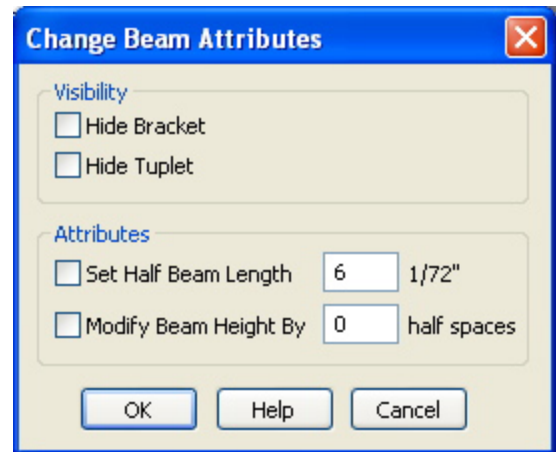 Change Beam Attributes
Visibility
Hide Bracket
Hide Tuplet
Attributes
Set Half Beam Length 6 1/72"
Modify Beam Height By 0 half spaces
OK Help Cancel